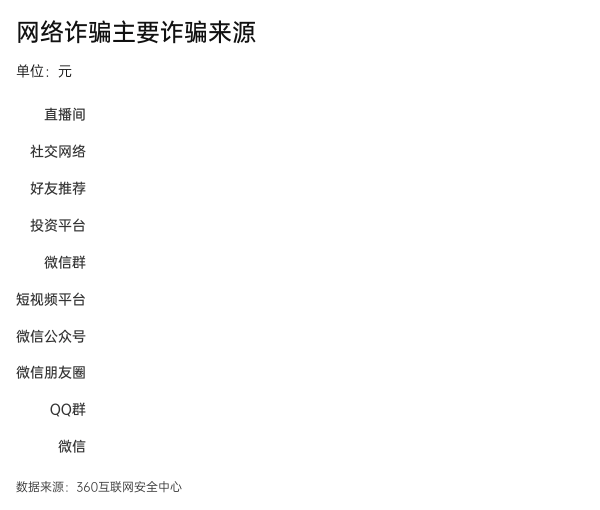 网络诈骗主要诈骗来源
单位：元
直播间
社交网络
好友推荐
投资平台
微信群
短视频平台
微信公众号
微信朋友圈
QQ群
微信
数据来源：360互联网安全中心